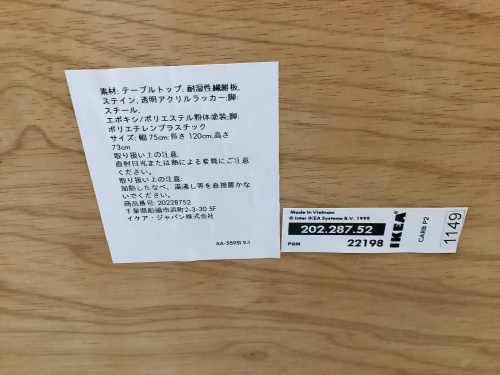 素材: テーブルトップ: 耐湿性繊維板,
ステイン, 透明アクリルラッカー; 脚:
スチール,
エポキシ/ポリエステル粉体塗装; 脚:
ポリエチレンプラスチック
サイズ: 幅 75cm; 長さ 120cm; 高さ
73cm
取り扱い上の注意:
直射日光または熱による変質にご注意
ください。
取り扱い上の注意:
加熱したなべ、湯沸し等を直接置かな
いでください。
商品番号: 20228752
千葉県船橋市浜町2-3-30 5F
イケア・ジャパン株式会社
AA-55951 9.1
Made in Vietnam
© Inter IKEA Systems B.V. 1999
202.287.52
PQM
22198
IKEA
CARB P2
1149